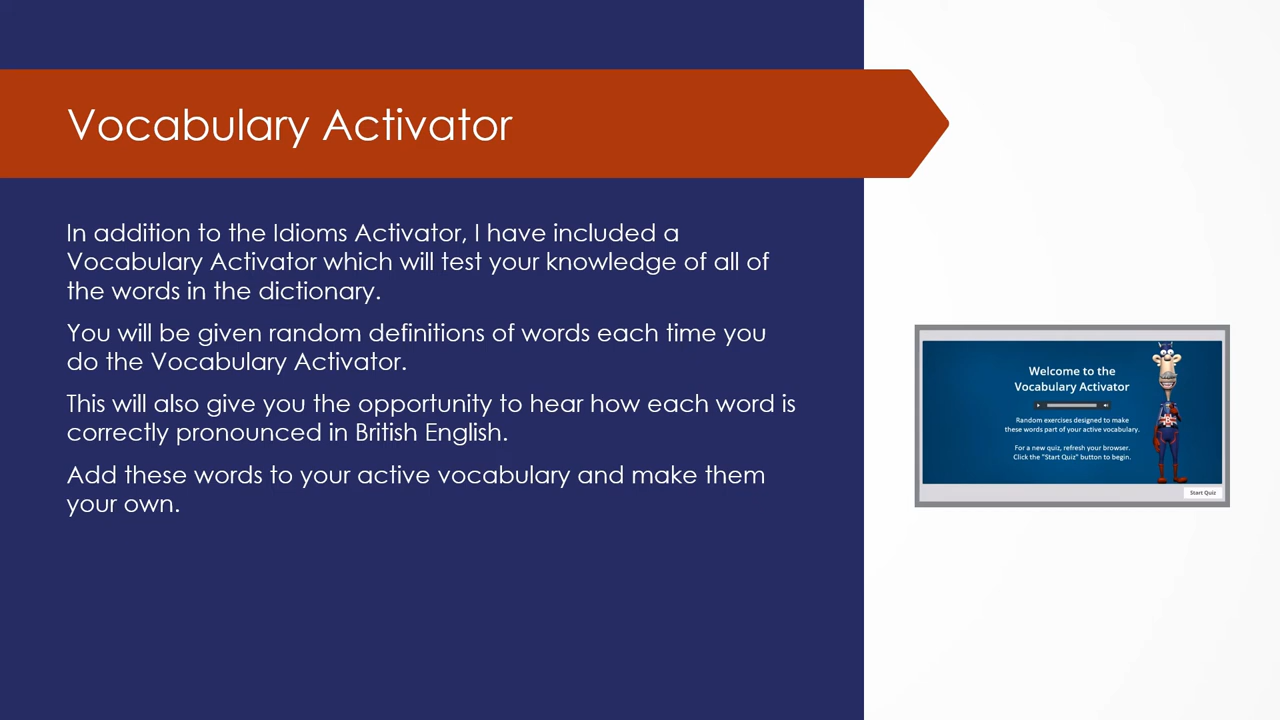 Vocabulary Activator
In addition to the Idioms Activator, I have included a
Vocabulary Activator which will test your knowledge of all of
the words in the dictionary.
You will be given random definitions of words each time you
do the Vocabulary Activator.
This will also give you the opportunity to hear how each word is
correctly pronounced in British English.
Add these words to your active vocabulary and make them
your own.
Welcome to the
Vocabulary Activator
Random exercises designed to make
these words part of your active vocabulary.
For a new quiz, refresh your browser.
Click the "Start Quiz" button to begin.
Start Quiz